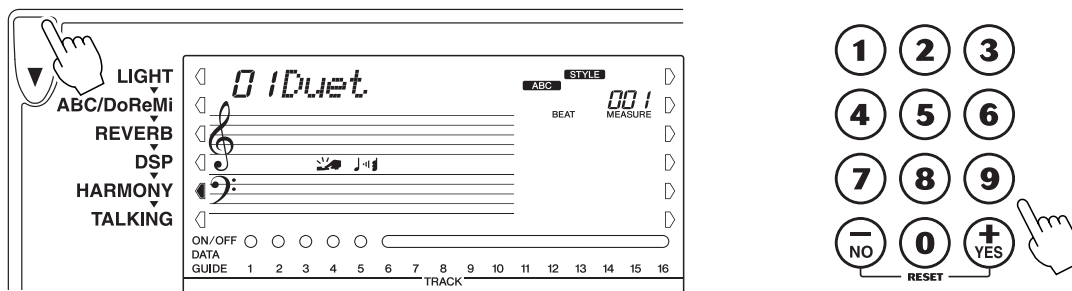 LIGHT
ABC/DoReMi
REVERB
DSP
HARMONY
TALKING
01Duet
STYLE
ABC
001
BEAT
MEASURE
ON/OFF
DATA
GUIDE 1 2 3 4 5 6 7 8 9 10 11 12 13 14 15 16
TRACK
1 2 3
4 5 6
7 8 9
− 0 +
NO YES
RESET